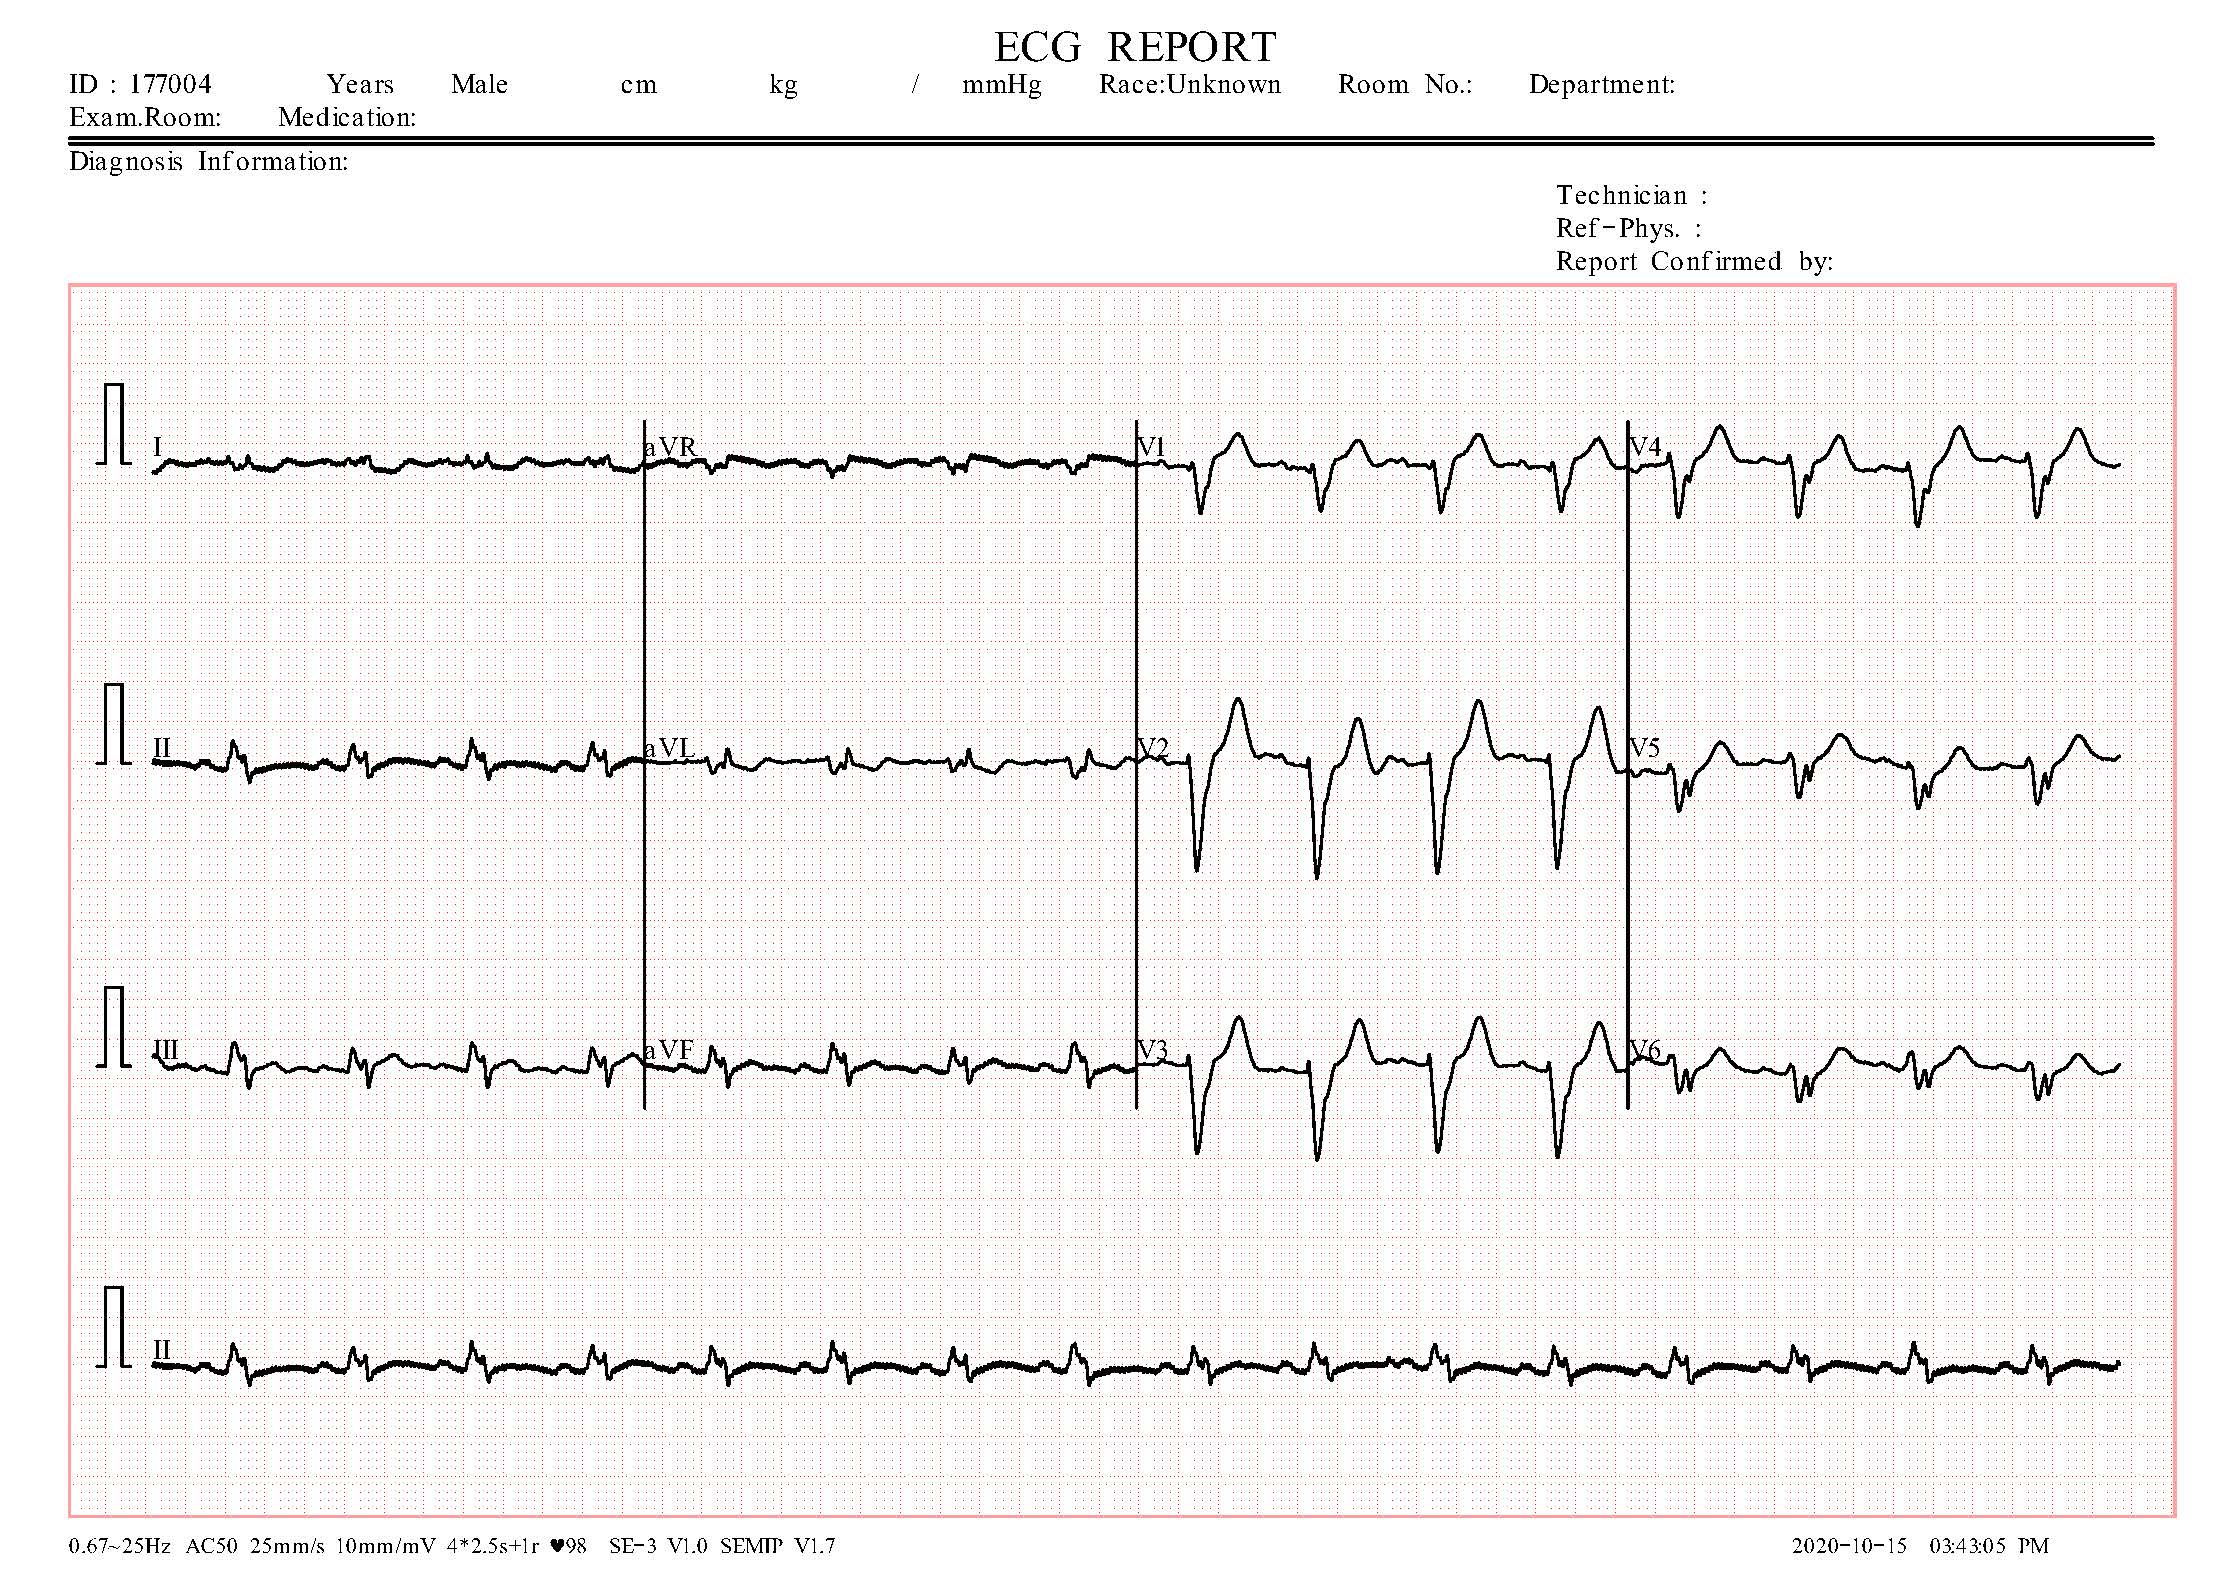 ECG REPORT
ID : 177004 Years Male cm kg / mmHg Race:Unknown Room No.: Department:
Exam.Room: Medication:
Diagnosis Information:
Technician :
Ref-Phys. :
Report Confirmed by:
I aVR V1 V4
II aVL V2 V5
III aVF V3 V6
II
0.67~25Hz AC50 25mm/s 10mm/mV 4*2.5s+1r ♥98 SE-3 V1.0 SEMIP V1.7 2020-10-15 03:43:05 PM